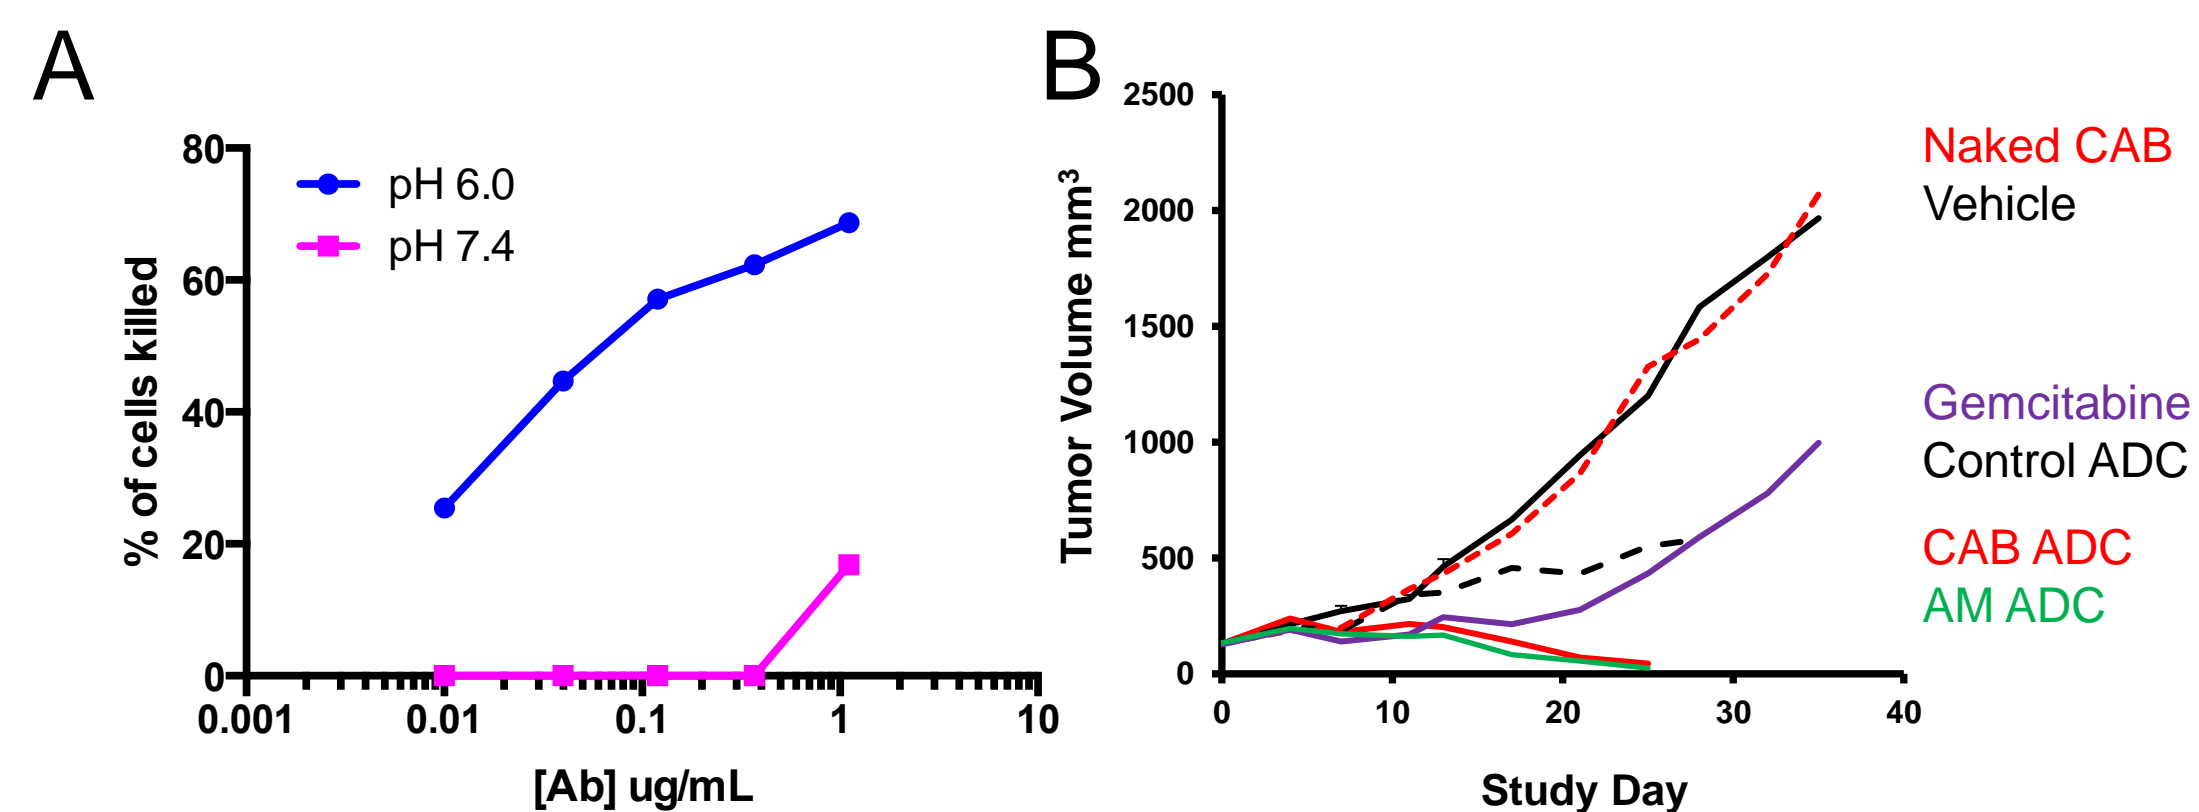 A
80
60
40
20
0
% of cells killed
pH 6.0
pH 7.4
0.001 0.01 0.1 1 10
[Ab] ug/mL
B
2500
2000
1500
1000
500
0
Tumor Volume mm³
0 10 20 30 40
Study Day
Naked CAB
Vehicle
Gemcitabine
Control ADC
CAB ADC
AM ADC